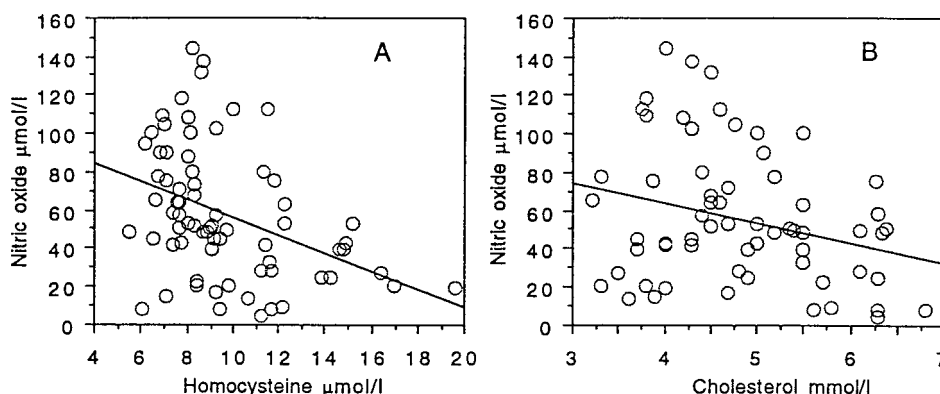 A
Nitric oxide µmol/l
160
140
120
100
80
60
40
20
0
4 6 8 10 12 14 16 18 20
Homocysteine µmol/l
B
Nitric oxide µmol/l
160
140
120
100
80
60
40
20
0
3 4 5 6 7
Cholesterol mmol/l